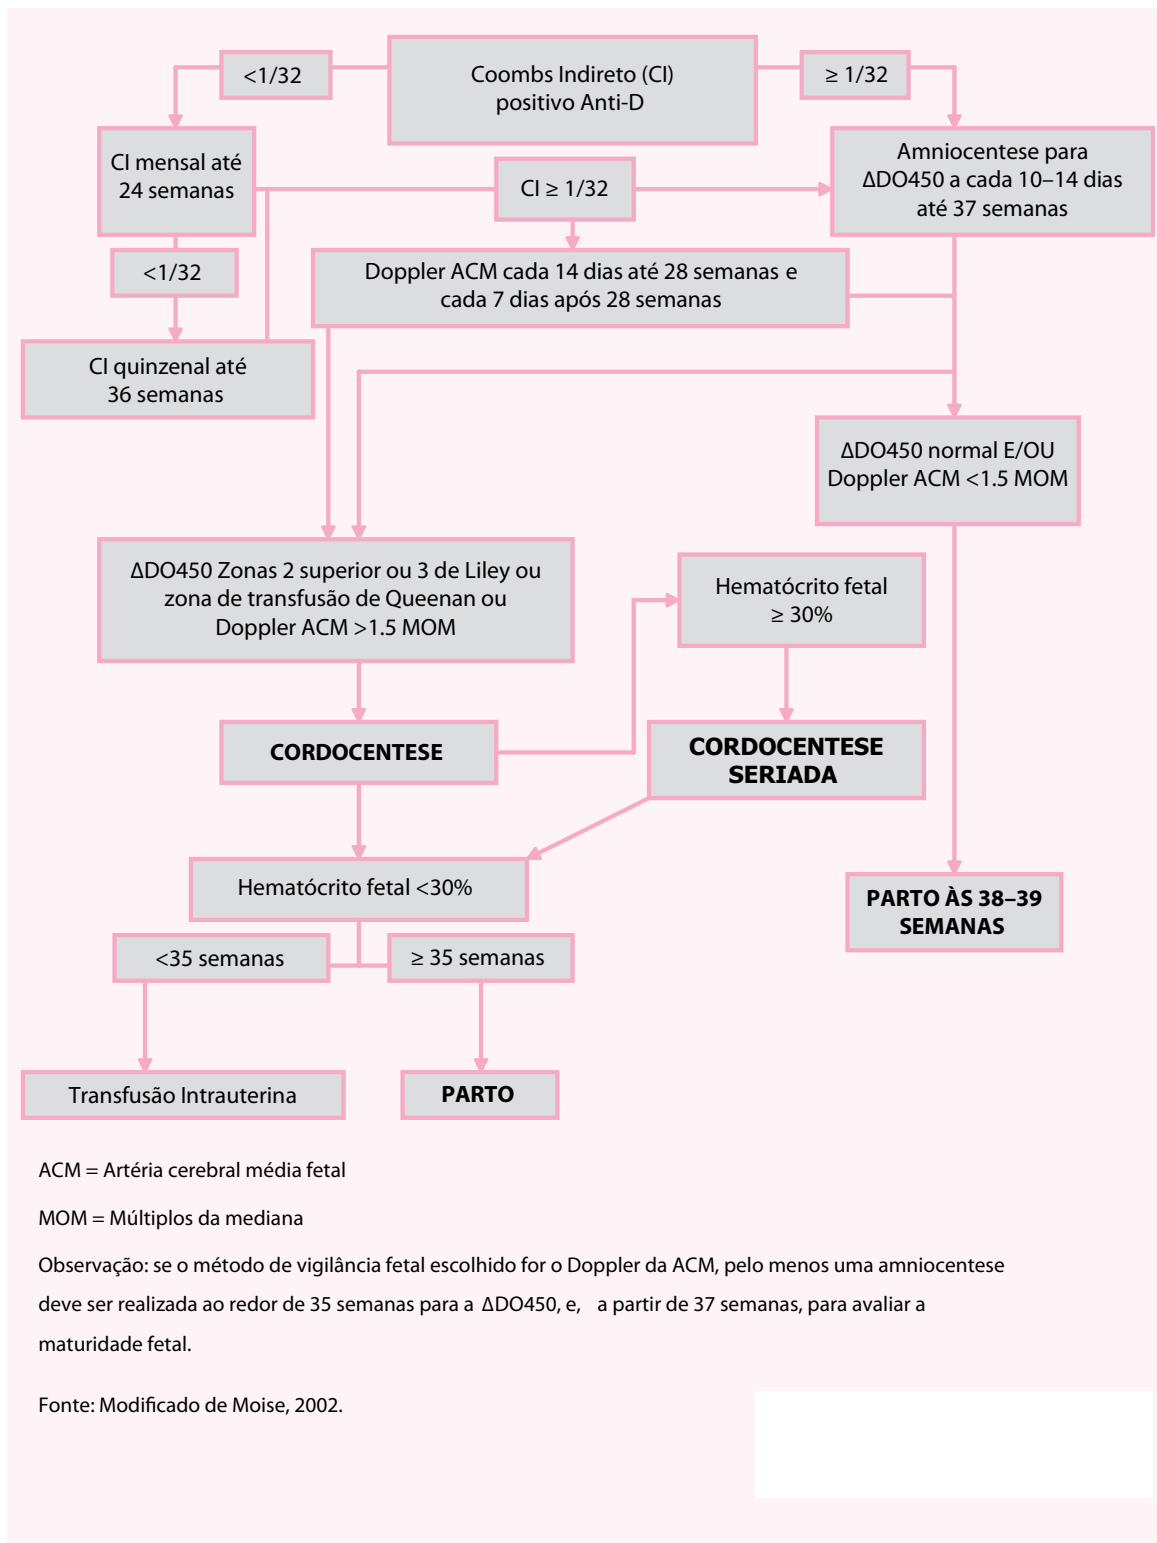 <1/32
Coombs Indireto (CI)
positivo Anti-D
≥ 1/32
CI mensal até
24 semanas
CI ≥ 1/32
Amniocentese para
ΔDO450 a cada 10–14 dias
até 37 semanas
<1/32
Doppler ACM cada 14 dias até 28 semanas e
cada 7 dias após 28 semanas
CI quinzenal até
36 semanas
ΔDO450 normal E/OU
Doppler ACM <1.5 MOM
ΔDO450 Zonas 2 superior ou 3 de Liley ou
zona de transfusão de Queenan ou
Doppler ACM >1.5 MOM
Hematócrito fetal
≥ 30%
CORDOCENTESE
CORDOCENTESE
SERIADA
Hematócrito fetal <30%
PARTO ÀS 38–39
SEMANAS
<35 semanas
≥ 35 semanas
Transfusão Intrauterina
PARTO
ACM = Artéria cerebral média fetal
MOM = Múltiplos da mediana
Observação: se o método de vigilância fetal escolhido for o Doppler da ACM, pelo menos uma amniocentese
deve ser realizada ao redor de 35 semanas para a ΔDO450, e, a partir de 37 semanas, para avaliar a
maturidade fetal.
Fonte: Modificado de Moise, 2002.